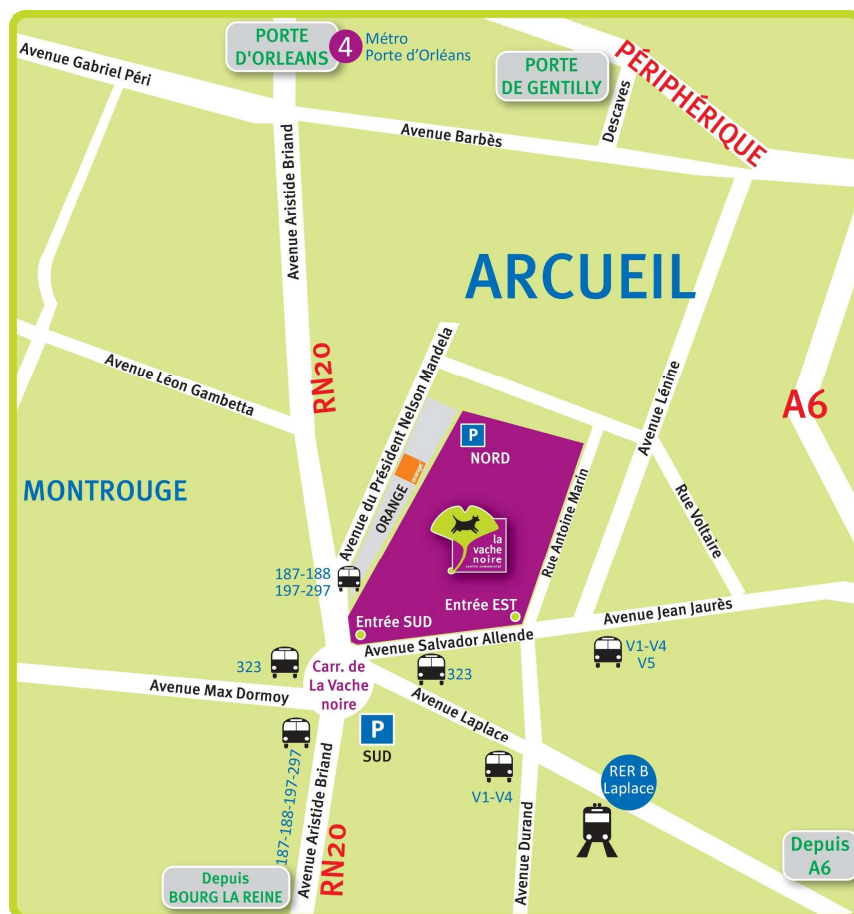 PORTE
D'ORLEANS
4
Métro
Porte d'Orléans
Avenue Gabriel Péri
PORTE
DE GENTILLY
PÉRIPHÉRIQUE
Descaves
Avenue Barbès
Avenue Aristide Briand
ARCUEIL
RN20
Avenue du Président Nelson Mandela
Avenue Lénine
A6
Avenue Léon Gambetta
P
NORD
MONTROUGE
ORANGE
orange
Rue Antoine Marin
Rue Voltaire
la
vache
noire
centre commercial
187-188
197-297
Entrée EST
Entrée SUD
Avenue Jean Jaurès
Avenue Salvador Allende
V1-V4
V5
323
323
Carr. de
La Vache
noire
Avenue Max Dormoy
Avenue Laplace
P
SUD
187-188-197-297
Avenue Aristide Briand
RN20
V1-V4
RER B
Laplace
Avenue Durand
Depuis
A6
Depuis
BOURG LA REINE